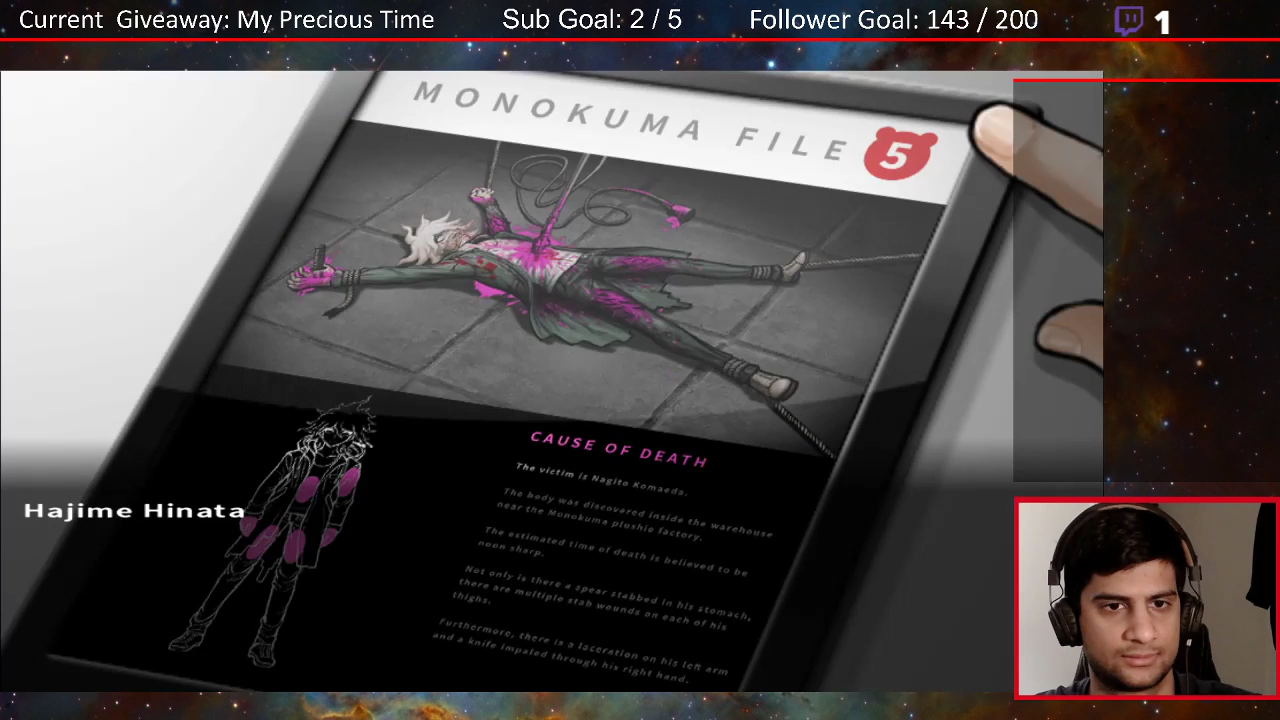 Current Giveaway: My Precious Time
Sub Goal: 2 / 5
Follower Goal: 143 / 200
1
MONOKUMA FILE 5
CAUSE OF DEATH
The victim is Nagito Komaeda.
The body was discovered inside the warehouse
near the Monokuma plushie factory.
The estimated time of death is believed to be
noon sharp.
Not only is there a spear stabbed in his stomach,
there are multiple stab wounds on each of his
thighs.
Furthermore, there is a laceration on his left arm
and a knife impaled through his right hand.
Hajime Hinata